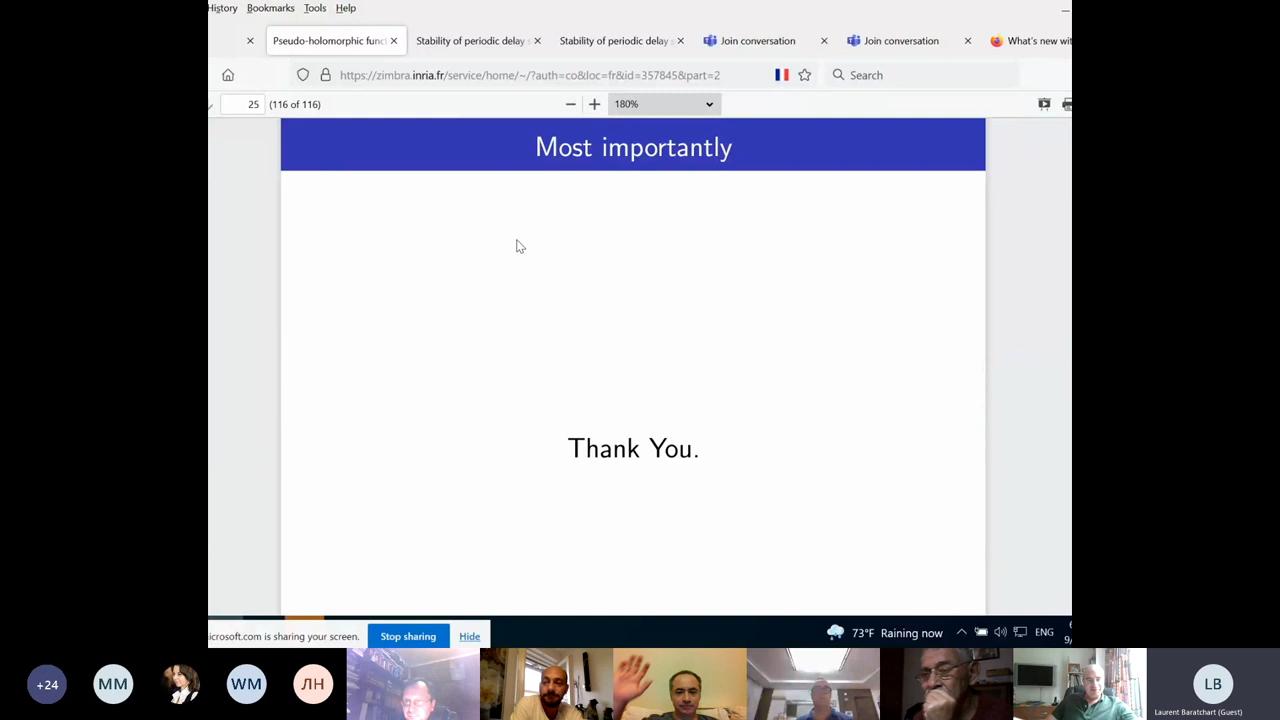 History Bookmarks Tools Help
Pseudo-holomorphic func
Stability of periodic delay s
Stability of periodic delay s
Join conversation
Join conversation
What's new wit
https://zimbra.inria.fr/service/home/~/?auth=co&loc=fr&id=357845&part=2
Search
25 (116 of 116)
180%
Most importantly
Thank You.
icrosoft.com is sharing your screen.
Stop sharing
Hide
73°F Raining now
ENG
+24
MM
WM
ЛН
LB
Laurent Baratchart (Guest)